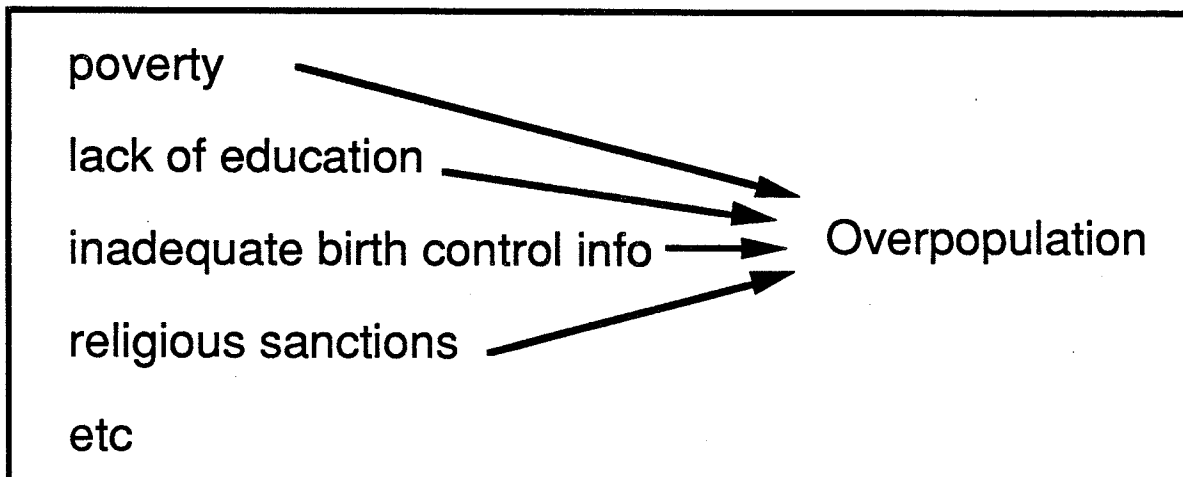 poverty
lack of education
inadequate birth control info
Overpopulation
religious sanctions
etc